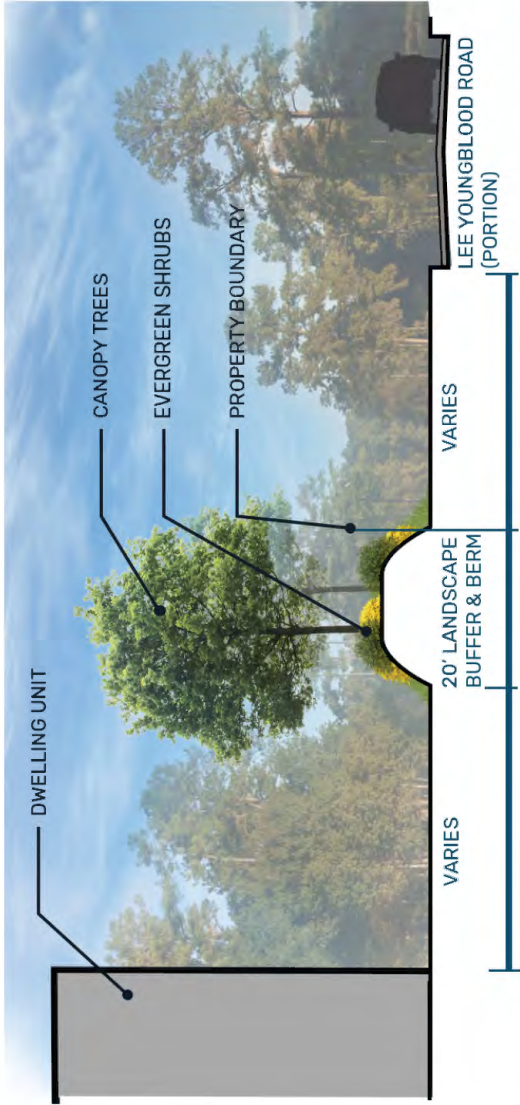 DWELLING UNIT
CANOPY TREES
EVERGREEN SHRUBS
PROPERTY BOUNDARY
VARIES
20' LANDSCAPE
BUFFER & BERM
VARIES
LEE YOUNGBLOOD ROAD
(PORTION)